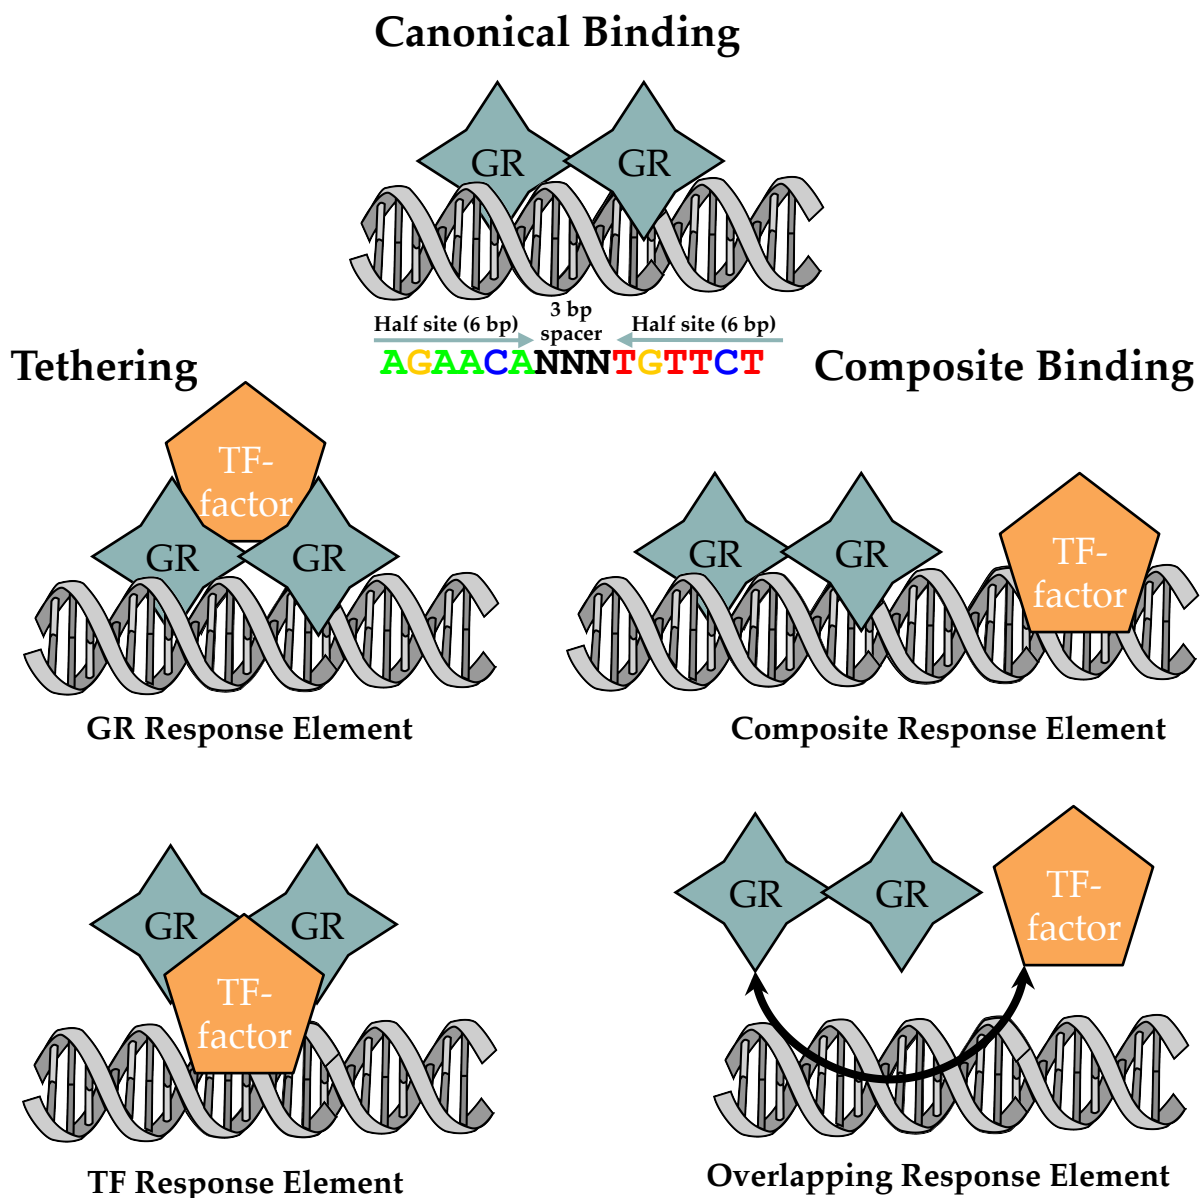 Canonical Binding
GR
GR
Half site (6 bp)
3 bp
spacer
Half site (6 bp)
AGAACANNNTGTTCT
Tethering
TF-
factor
GR
GR
GR Response Element
Composite Binding
GR
GR
TF-
factor
Composite Response Element
GR
GR
TF-
factor
TF Response Element
GR
GR
TF-
factor
Overlapping Response Element